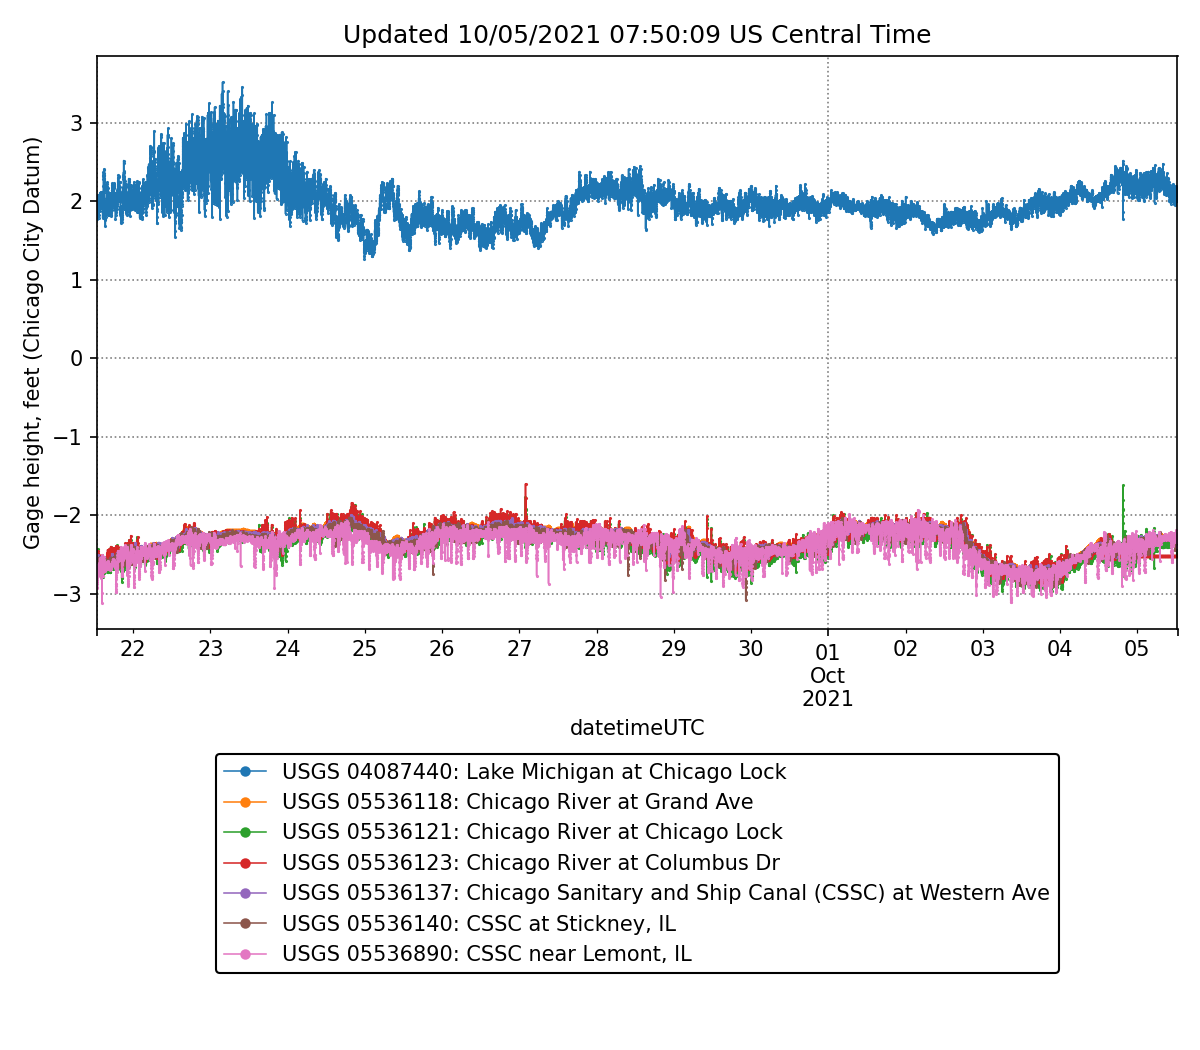 Updated 10/05/2021 07:50:09 US Central Time
Gage height, feet (Chicago City Datum)
3
2
1
0
−1
−2
−3
22 23 24 25 26 27 28 29 30 01 02 03 04 05
Oct
2021
datetimeUTC
USGS 04087440: Lake Michigan at Chicago Lock
USGS 05536118: Chicago River at Grand Ave
USGS 05536121: Chicago River at Chicago Lock
USGS 05536123: Chicago River at Columbus Dr
USGS 05536137: Chicago Sanitary and Ship Canal (CSSC) at Western Ave
USGS 05536140: CSSC at Stickney, IL
USGS 05536890: CSSC near Lemont, IL